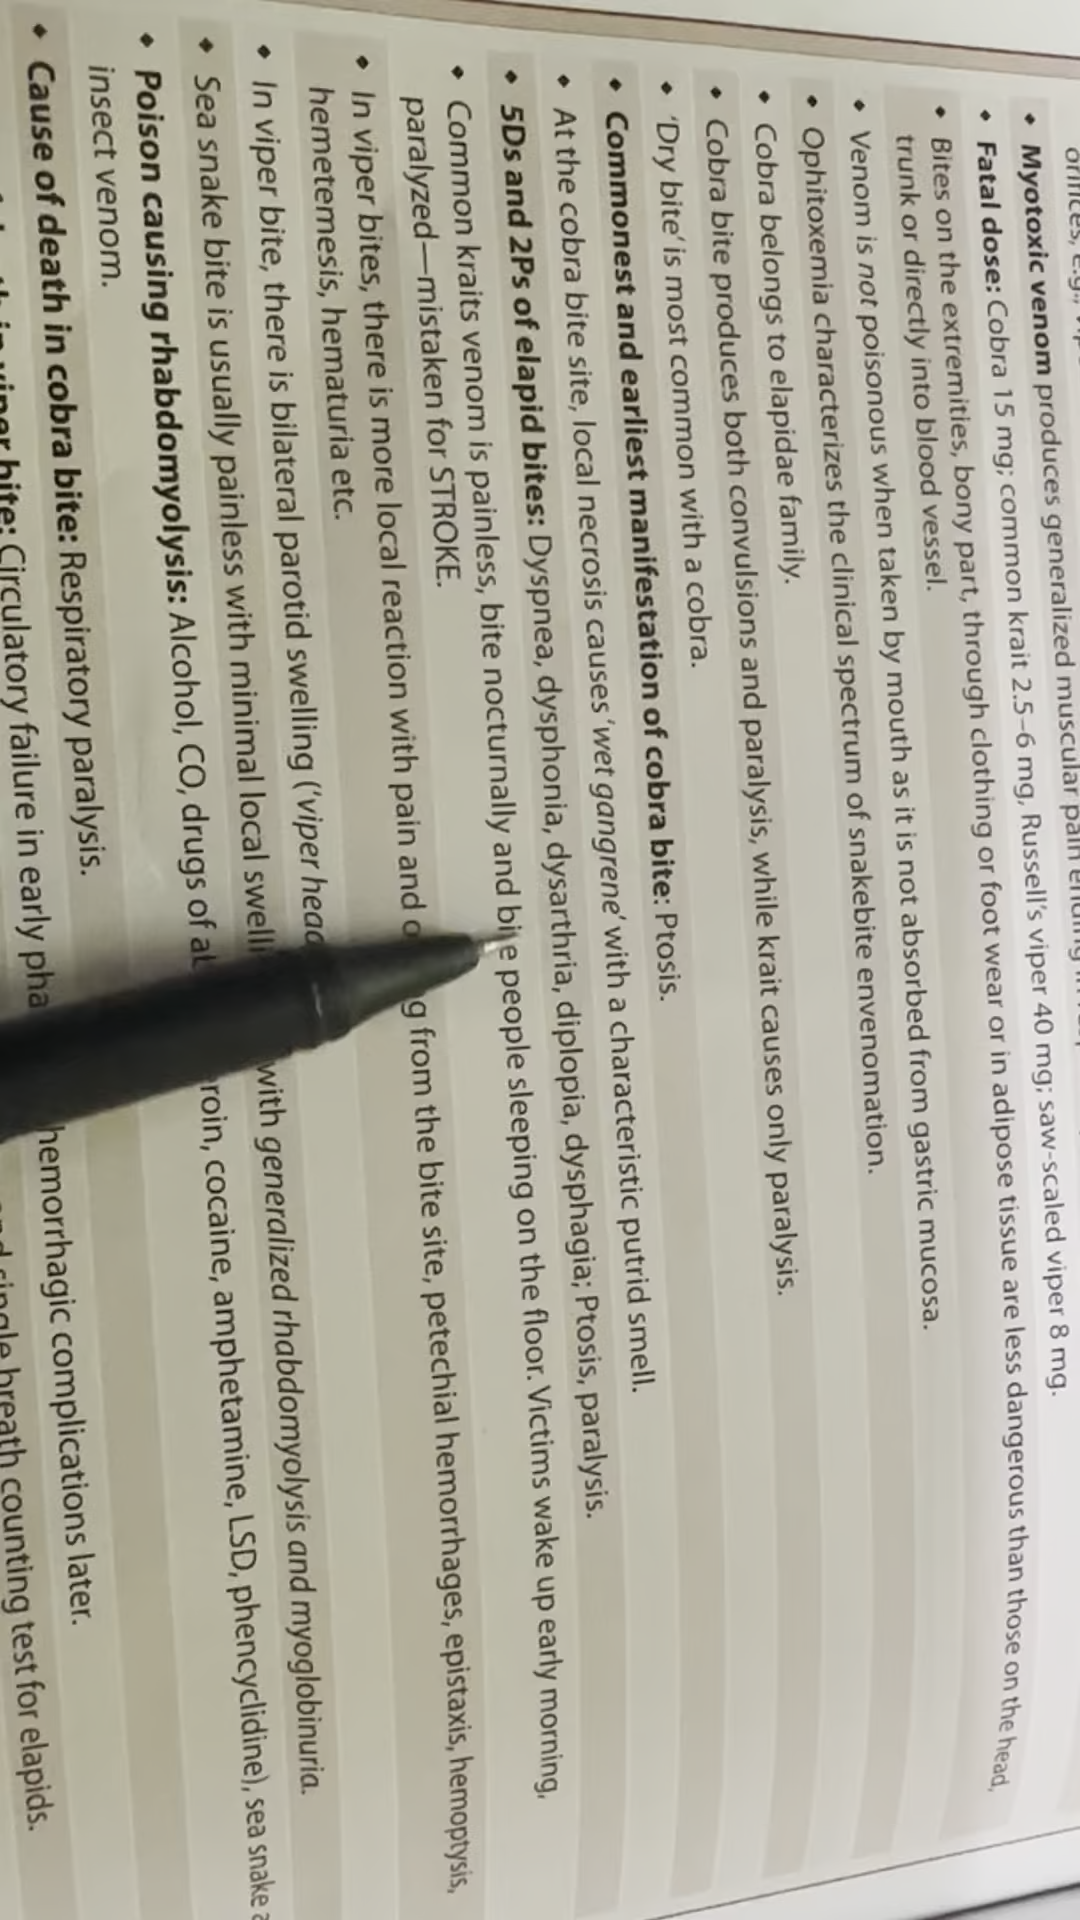 orifices, e.g.,
• Myotoxic venom produces generalized muscular pain ending in
• Fatal dose: Cobra 15 mg; common krait 2.5–6 mg, Russell's viper 40 mg; saw-scaled viper 8 mg.
• Bites on the extremities, bony part, through clothing or foot wear or in adipose tissue are less dangerous than those on the head,
trunk or directly into blood vessel.
• Venom is not poisonous when taken by mouth as it is not absorbed from gastric mucosa.
• Ophitoxemia characterizes the clinical spectrum of snakebite envenomation.
• Cobra belongs to elapidae family.
• Cobra bite produces both convulsions and paralysis, while krait causes only paralysis.
• 'Dry bite' is most common with a cobra.
• Commonest and earliest manifestation of cobra bite: Ptosis.
• At the cobra bite site, local necrosis causes 'wet gangrene' with a characteristic putrid smell.
• 5Ds and 2Ps of elapid bites: Dyspnea, dysphonia, dysarthria, diplopia, dysphagia; Ptosis, paralysis.
• Common kraits venom is painless, bite nocturnally and bite people sleeping on the floor. Victims wake up early morning,
paralyzed—mistaken for STROKE.
• In viper bites, there is more local reaction with pain and from the bite site, petechial hemorrhages, epistaxis, hemoptysis,
hemetemesis, hematuria etc.
• In viper bite, there is bilateral parotid swelling ('viper head
• Sea snake bite is usually painless with minimal local with generalized rhabdomyolysis and myoglobinuria.
• Poison causing rhabdomyolysis: Alcohol, CO, drugs of cocaine, amphetamine, LSD, phencyclidine), sea snake
insect venom.
• Cause of death in cobra bite: Respiratory paralysis.
in viper bite: Circulatory failure in early hemorrhagic complications later.
single breath counting test for elapids.